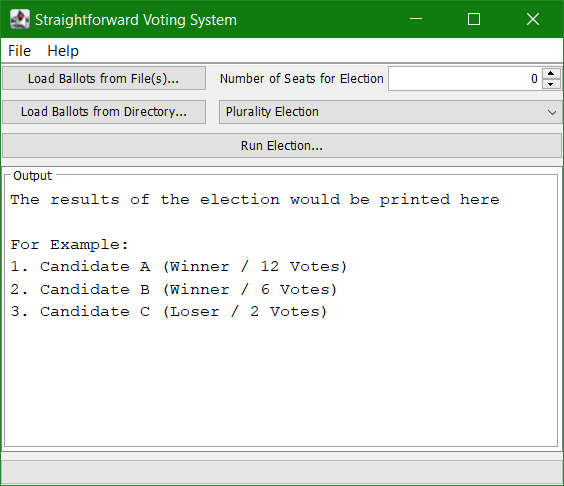 Straightforward Voting System
File Help
Load Ballots from File(s)... Number of Seats for Election 0
Load Ballots from Directory... Plurality Election
Run Election...
Output
The results of the election would be printed here
For Example:
1. Candidate A (Winner / 12 Votes)
2. Candidate B (Winner / 6 Votes)
3. Candidate C (Loser / 2 Votes)